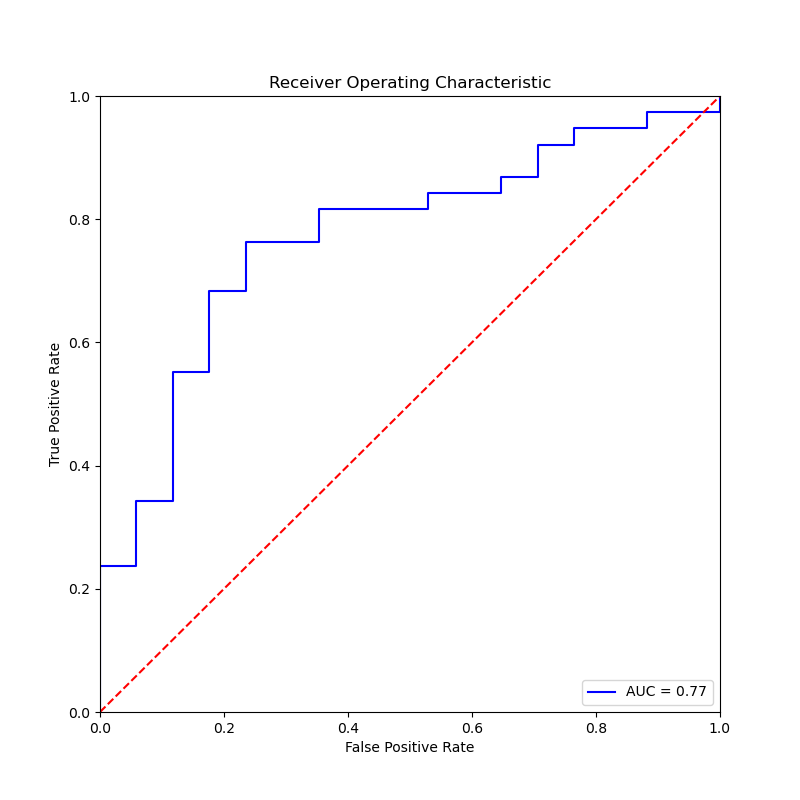 Receiver Operating Characteristic
1.0
0.8
0.6
0.4
0.2
0.0
True Positive Rate
AUC = 0.77
0.0 0.2 0.4 0.6 0.8 1.0
False Positive Rate